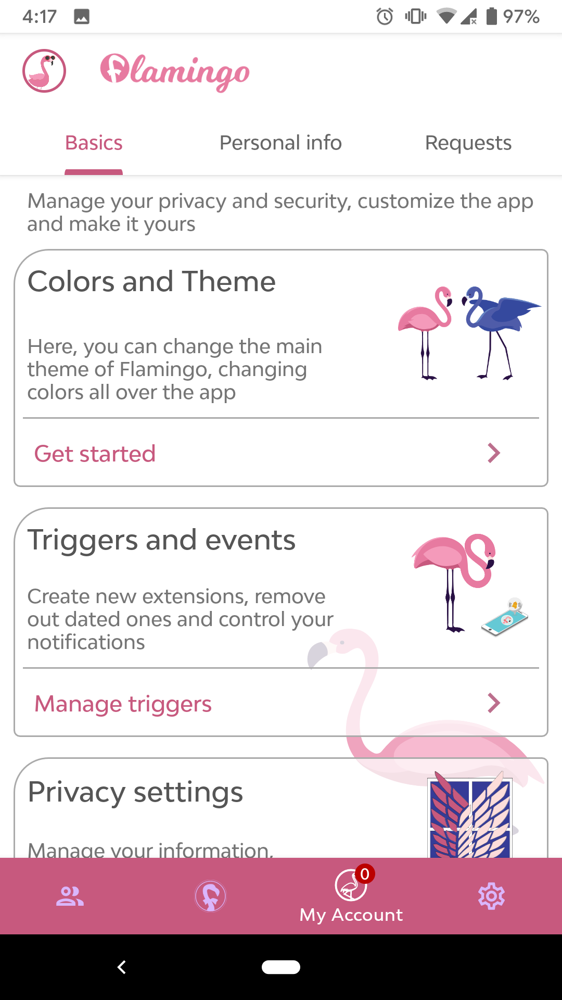 4:17
97%
Flamingo
Basics
Personal info
Requests
Manage your privacy and security, customize the app
and make it yours
Colors and Theme
Here, you can change the main
theme of Flamingo, changing
colors all over the app
Get started
Triggers and events
Create new extensions, remove
out dated ones and control your
notifications
Manage triggers
Privacy settings
Manage your information,
0
My Account